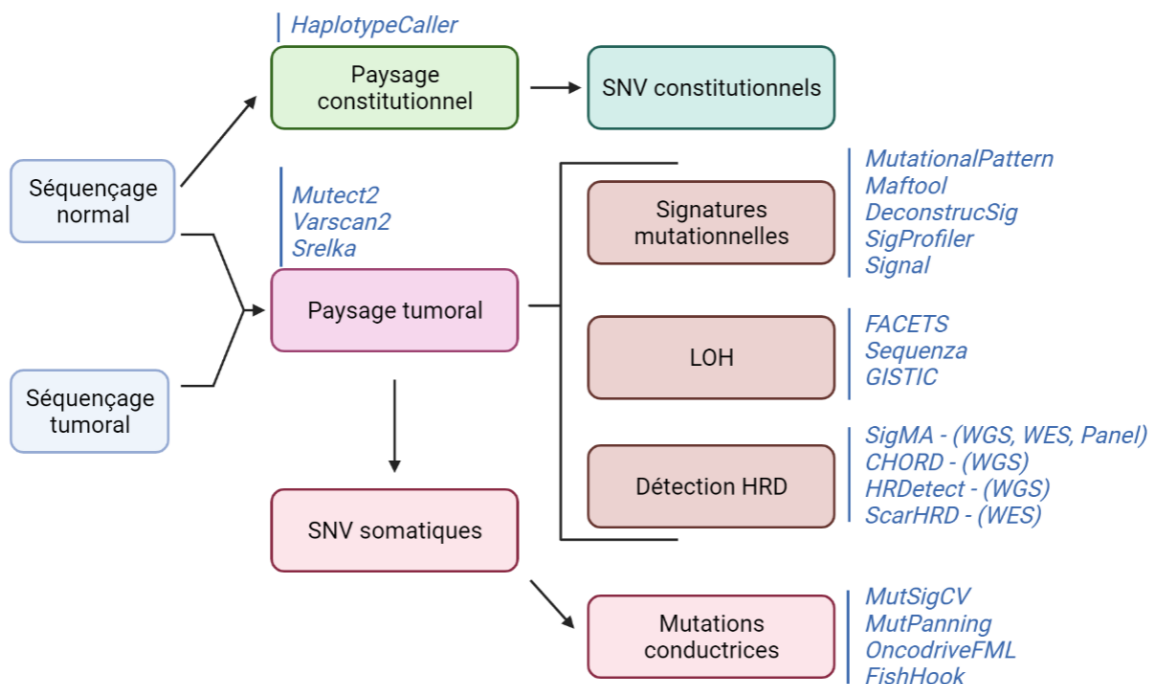 HaplotypeCaller
Paysage
constitutionnel
SNV constitutionnels
Séquençage
normal
Mutect2
Varscan2
Srelka
Paysage tumoral
Séquençage
tumoral
SNV somatiques
Signatures
mutationnelles
MutationalPattern
Maftool
DeconstrucSig
SigProfiler
Signal
LOH
FACETS
Sequenza
GISTIC
Détection HRD
SigMA - (WGS, WES, Panel)
CHORD - (WGS)
HRDetect - (WGS)
ScarHRD - (WES)
Mutations
conductrices
MutSigCV
MutPanning
OncodriveFML
FishHook